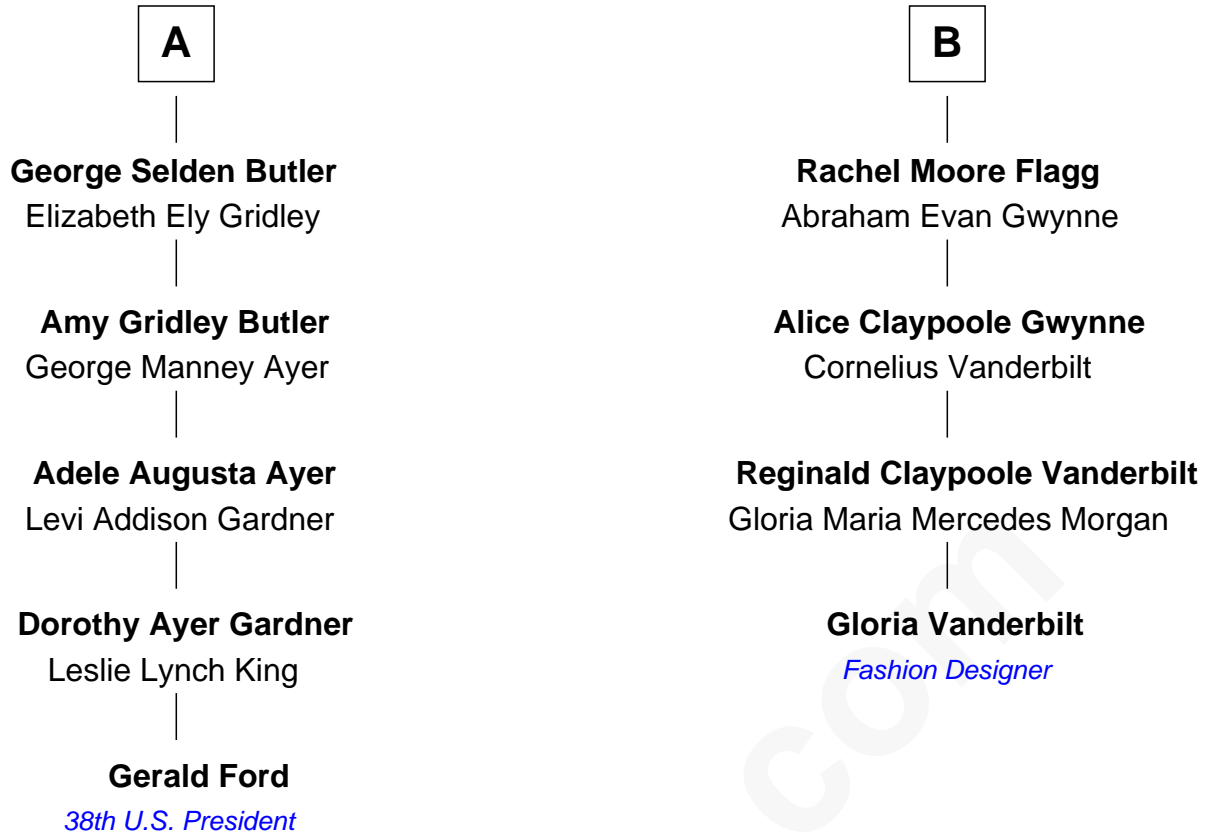 A
George Selden Butler
Elizabeth Ely Gridley
Amy Gridley Butler
George Manney Ayer
Adele Augusta Ayer
Levi Addison Gardner
Dorothy Ayer Gardner
Leslie Lynch King
Gerald Ford
38th U.S. President
B
Rachel Moore Flagg
Abraham Evan Gwynne
Alice Claypoole Gwynne
Cornelius Vanderbilt
Reginald Claypoole Vanderbilt
Gloria Maria Mercedes Morgan
Gloria Vanderbilt
Fashion Designer
com